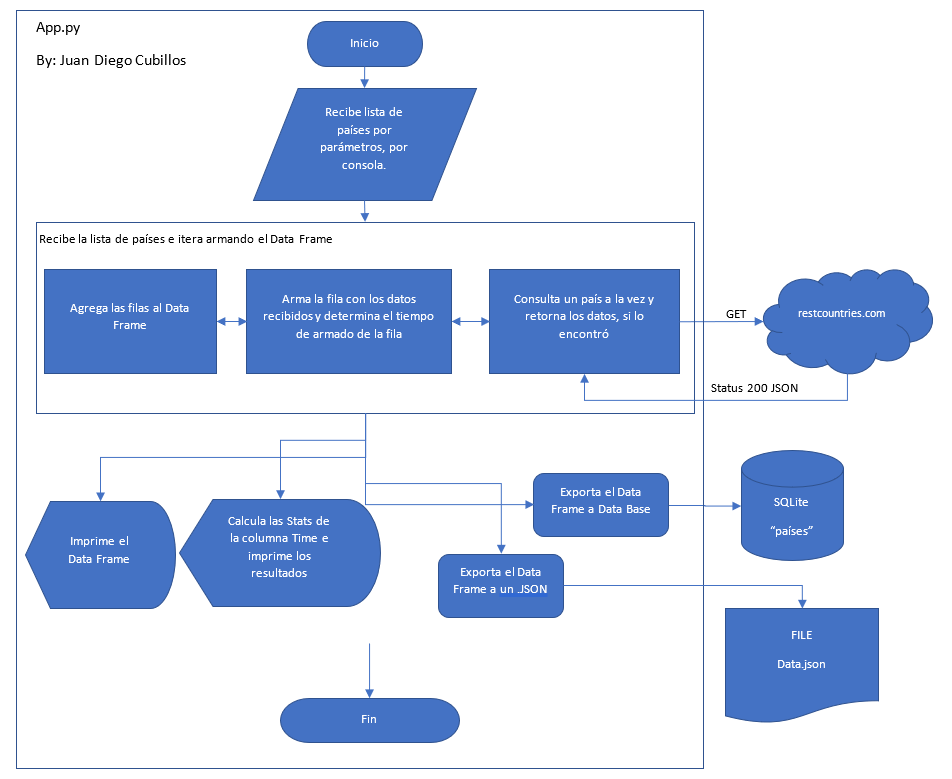 App.py
By: Juan Diego Cubillos
Inicio
Recibe lista de
países por
parámetros, por
consola.
Recibe la lista de países e itera armando el Data Frame
Agrega las filas al Data
Frame
Arma la fila con los datos
recibidos y determina el tiempo
de armado de la fila
Consulta un país a la vez y
retorna los datos, si lo
encontró
GET
restcountries.com
Status 200 JSON
Imprime el
Data Frame
Calcula las Stats de
la columna Time e
imprime los
resultados
Exporta el Data
Frame a Data Base
SQLite
“países”
Exporta el Data
Frame a un .JSON
FILE
Data.json
Fin